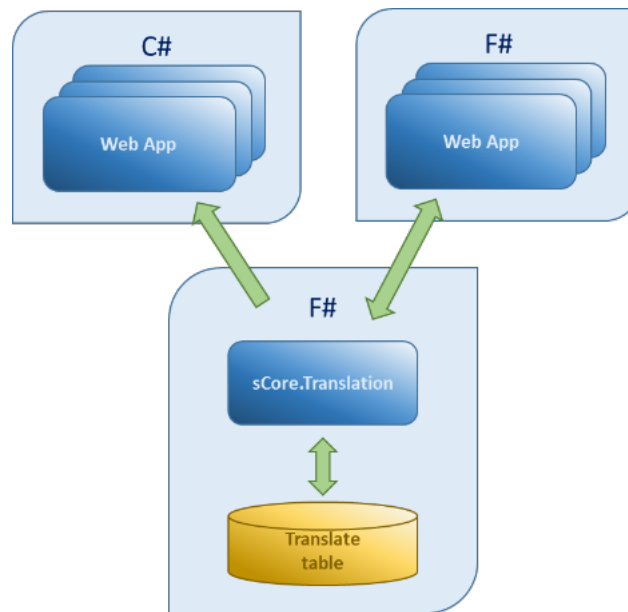 C#
Web App
F#
Web App
F#
sCore.Translation
Translate
table